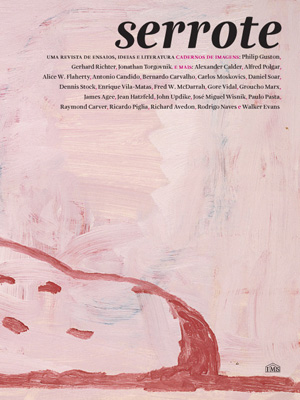 serrote
UMA REVISTA DE ENSAIOS, IDEIAS E LITERATURA CADERNOS DE IMAGENS: Philip Guston,
Gerhard Richter, Jonathan Torgovnik. E MAIS: Alexander Calder, Alfred Polgar,
Alice W. Flaherty, Antonio Candido, Bernardo Carvalho, Carlos Moskovics, Daniel Soar,
Dennis Stock, Enrique Vila-Matas, Fred W. McDarrah, Gore Vidal, Groucho Marx,
James Agee, Jean Hatzfeld, John Updike, José Miguel Wisnik, Paulo Pasta,
Raymond Carver, Ricardo Piglia, Richard Avedon, Rodrigo Naves e Walker Evans
IMS